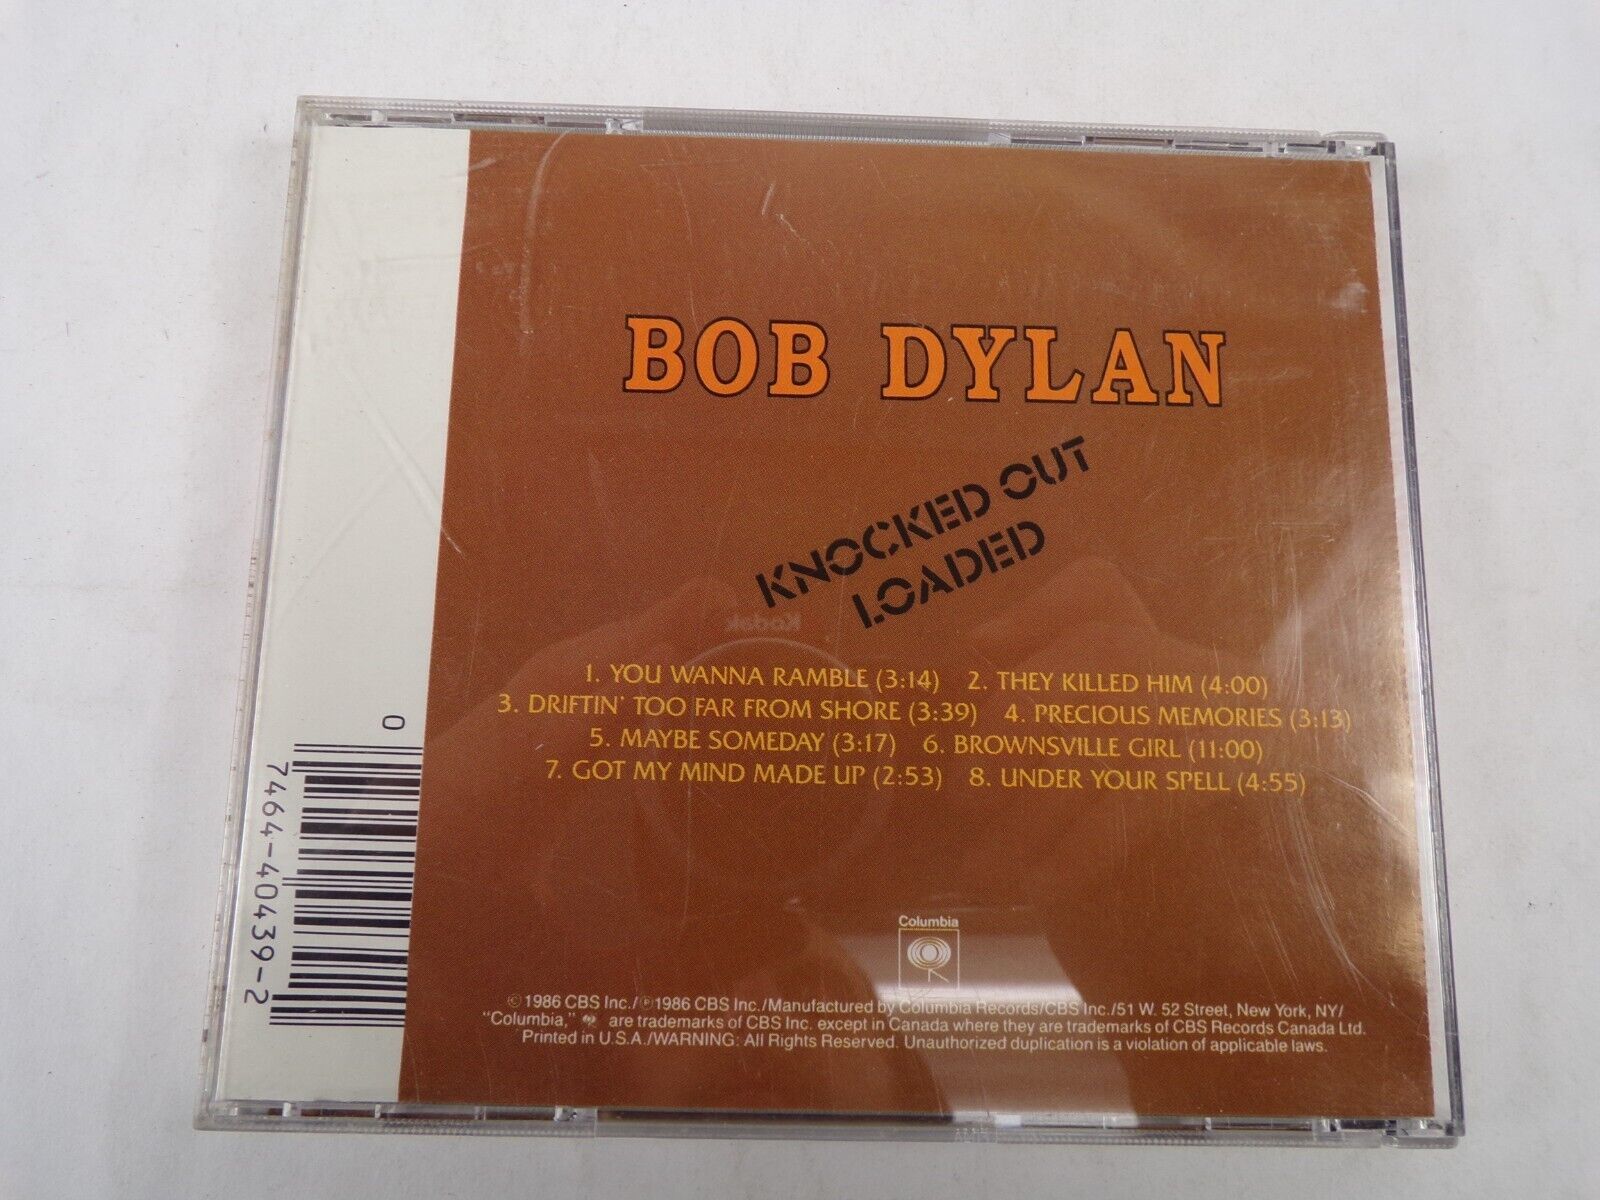 BOB DYLAN
KNOCKED OUT
LOADED
Kodak
1. YOU WANNA RAMBLE (3:14) 2. THEY KILLED HIM (4:00)
3. DRIFTIN' TOO FAR FROM SHORE (3:39) 4. PRECIOUS MEMORIES (3:13)
5. MAYBE SOMEDAY (3:17) 6. BROWNSVILLE GIRL (11:00)
7. GOT MY MIND MADE UP (2:53) 8. UNDER YOUR SPELL (4:55)
0
7464-40439-2
Columbia
© 1986 CBS Inc./℗ 1986 CBS Inc./Manufactured by Columbia Records/CBS Inc./51 W. 52 Street, New York, NY/
"Columbia," are trademarks of CBS Inc. except in Canada where they are trademarks of CBS Records Canada Ltd.
Printed in U.S.A./WARNING: All Rights Reserved. Unauthorized duplication is a violation of applicable laws.